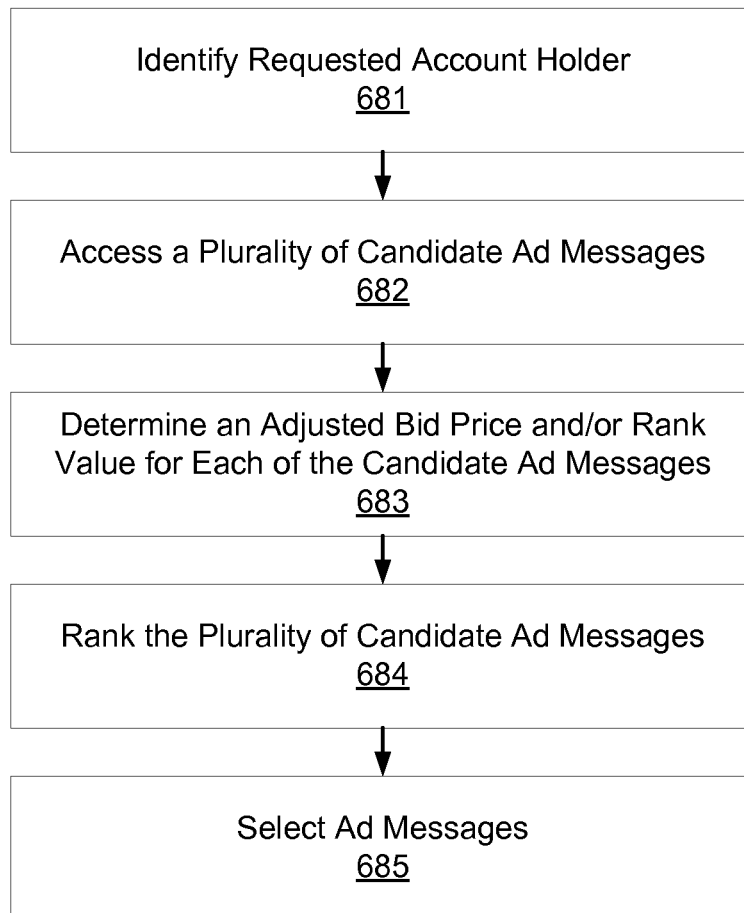 Identify Requested Account Holder
681
Access a Plurality of Candidate Ad Messages
682
Determine an Adjusted Bid Price and/or Rank
Value for Each of the Candidate Ad Messages
683
Rank the Plurality of Candidate Ad Messages
684
Select Ad Messages
685